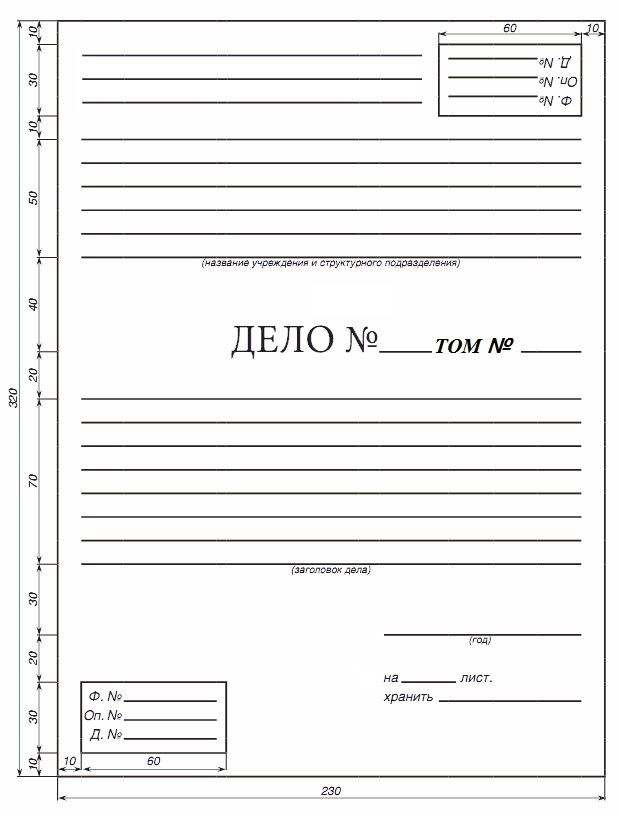 60 10
10
30
Д. №
Оп. №
Ф. №
10
50
(название учреждения и структурного подразделения)
40
ДЕЛО № ТОМ №
20
320
70
(заголовок дела)
30
(год)
20
на лист.
хранить
30
Ф. №
Оп. №
Д. №
10
10 60
230